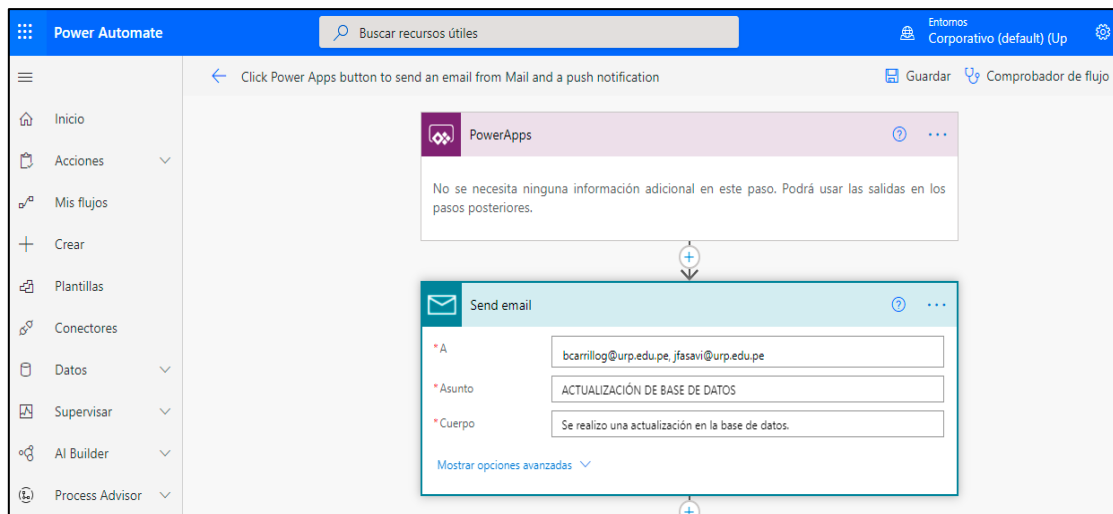 Power Automate
Buscar recursos útiles
Entornos
Corporativo (default) (Up
Click Power Apps button to send an email from Mail and a push notification
Guardar
Comprobador de flujo
Inicio
Acciones
Mis flujos
Crear
Plantillas
Conectores
Datos
Supervisar
AI Builder
Process Advisor
PowerApps
No se necesita ninguna información adicional en este paso. Podrá usar las salidas en los
pasos posteriores.
Send email
*A
bcarrillog@urp.edu.pe, jfasavi@urp.edu.pe
*Asunto
ACTUALIZACIÓN DE BASE DE DATOS
*Cuerpo
Se realizo una actualización en la base de datos.
Mostrar opciones avanzadas